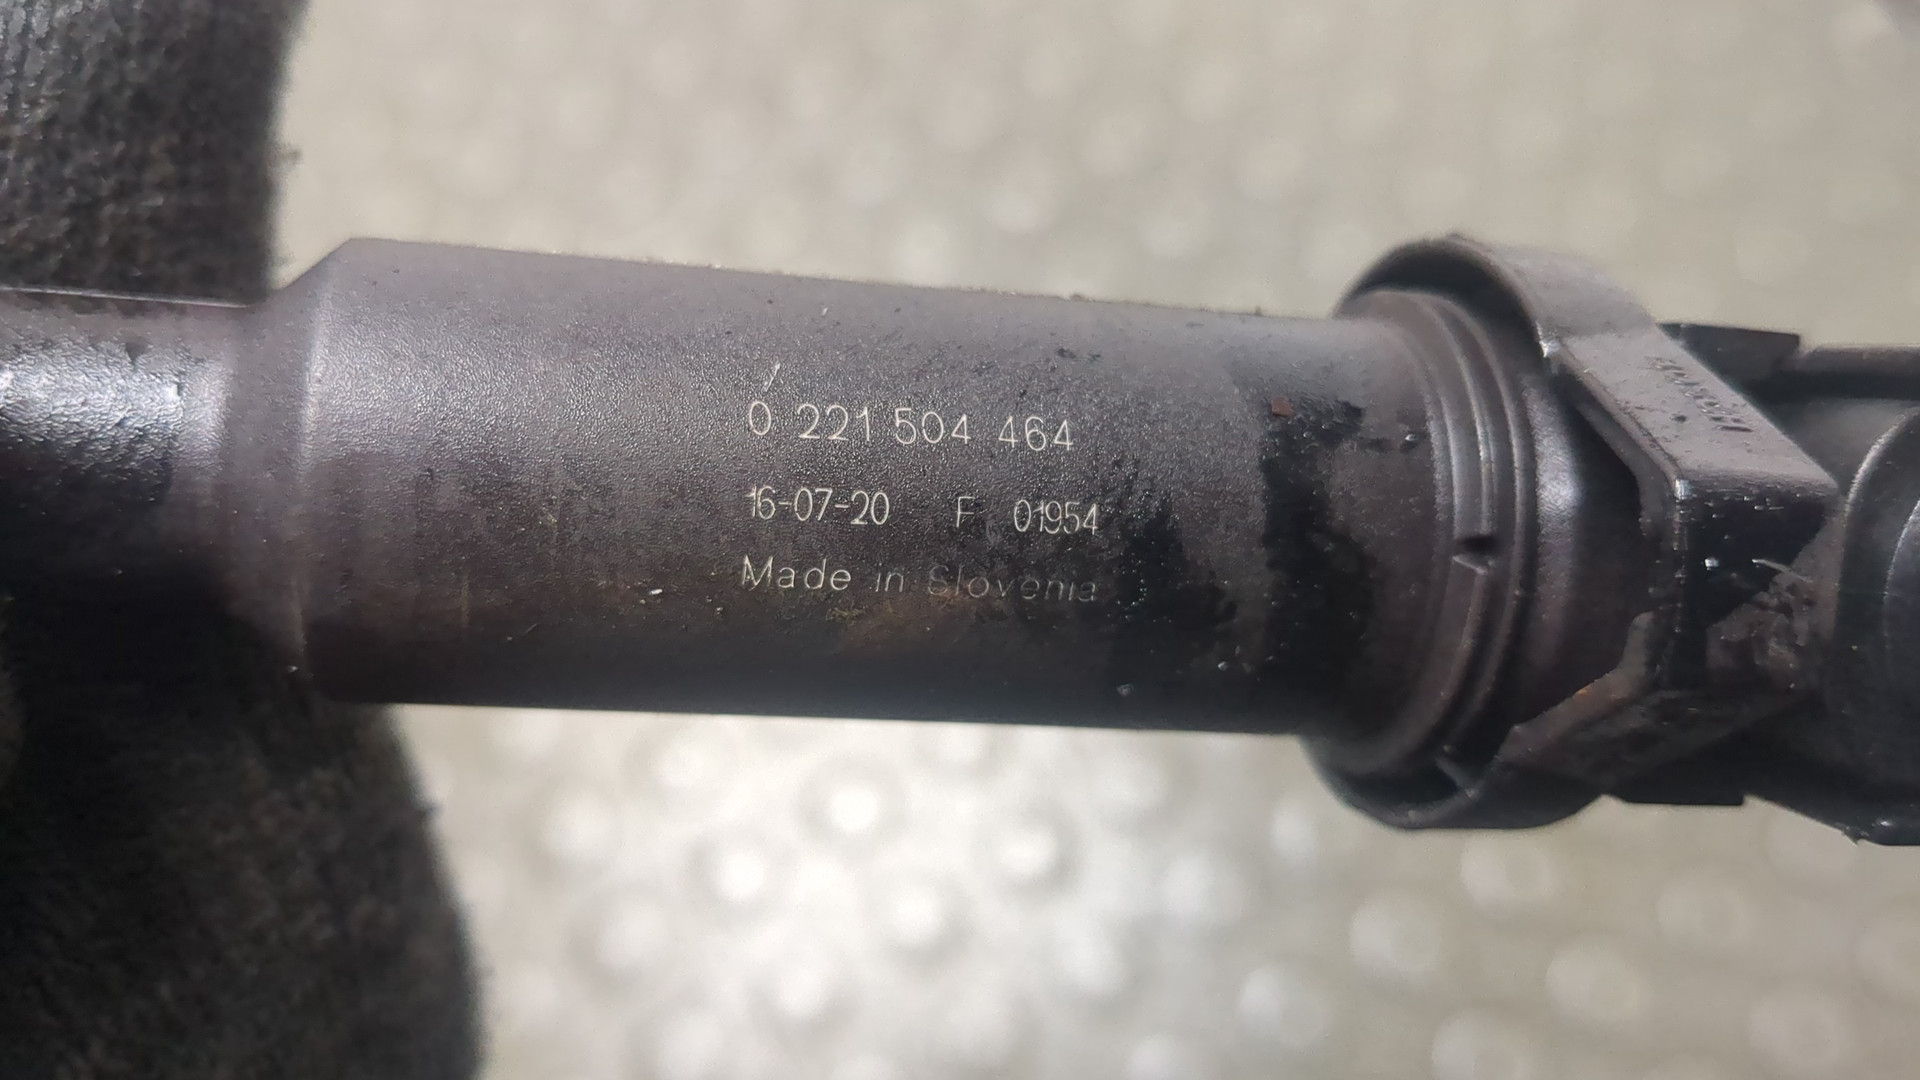 0 221 504 464
16-07-20 F 01954
Made in Slovenia